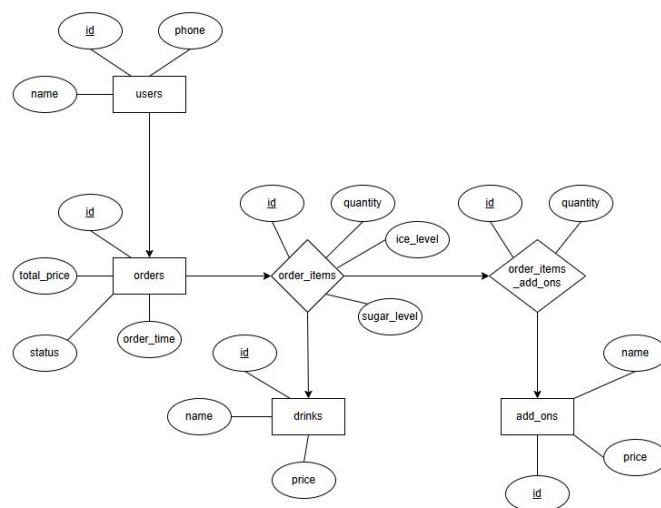 id
phone
name
users
id
id
quantity
id
quantity
ice_level
total_price
orders
order_items
order_items
_add_ons
sugar_level
status
order_time
id
name
name
drinks
add_ons
price
price
id